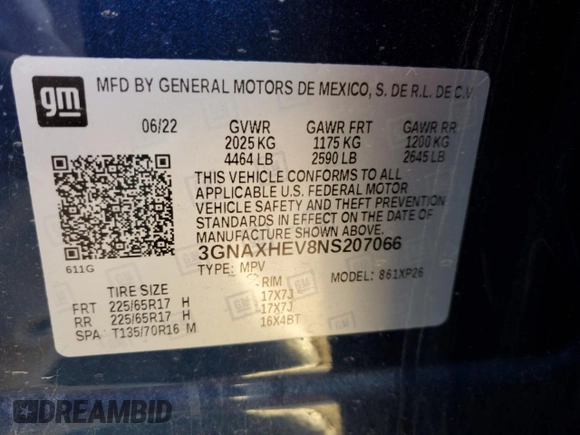 gm
MFD BY GENERAL MOTORS DE MEXICO, S. DE R.L. DE C.V.
06/22 GVWR GAWR FRT GAWR RR
2025 KG 1175 KG 1200 KG
4464 LB 2590 LB 2645 LB
THIS VEHICLE CONFORMS TO ALL
APPLICABLE U.S. FEDERAL MOTOR
VEHICLE SAFETY AND THEFT PREVENTION
STANDARDS IN EFFECT ON THE DATE OF
MANUFACTURE SHOWN ABOVE.
611G
3GNAXHEV8NS207066
TYPE: MPV MODEL: 861XP26
TIRE SIZE RIM
FRT 225/65R17 H 17X7J
RR 225/65R17 H 17X7J
SPA T135/70R16 M 16X4BT
DREAMBID